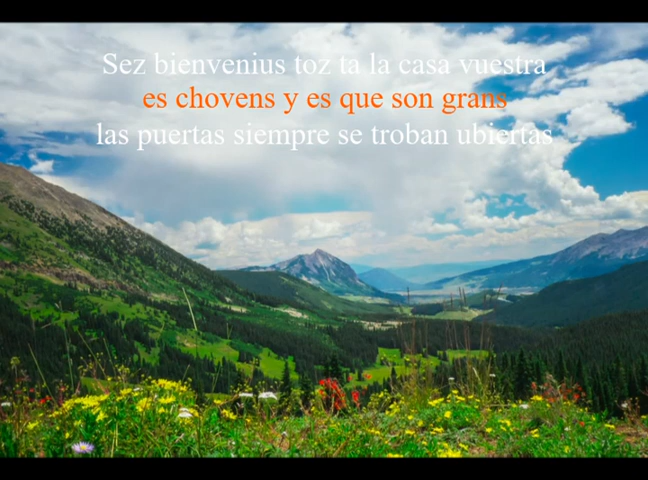 Sez bienvenius toz ta la casa vuestra
es chovens y es que son grans
las puertas siempre se troban ubiertas